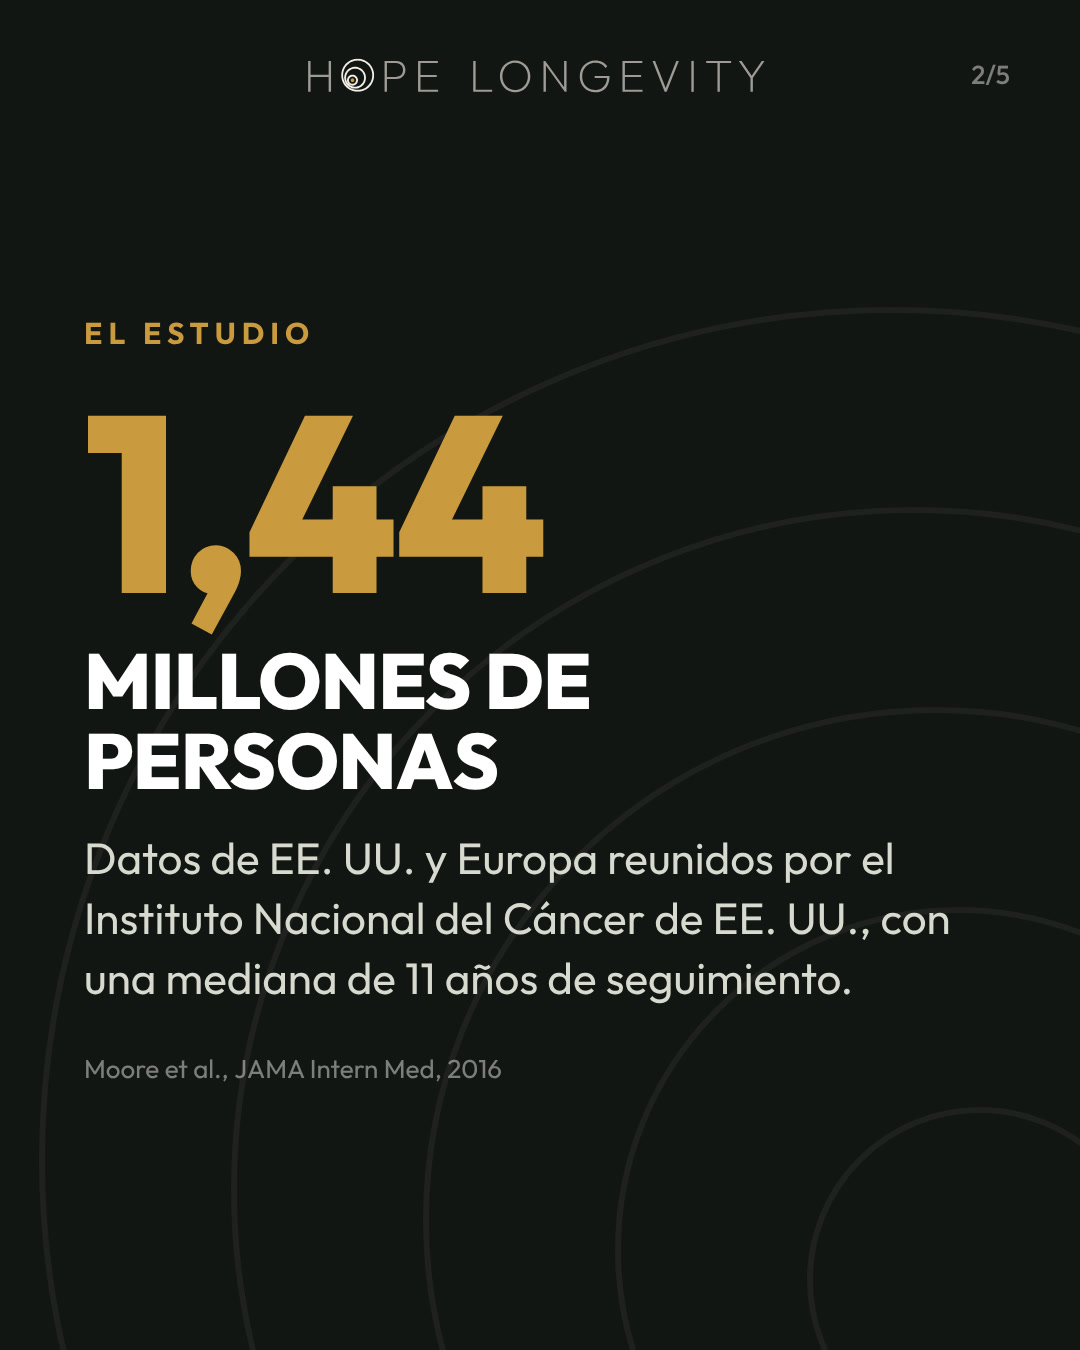 HOPE LONGEVITY
2/5
EL ESTUDIO
1,44
MILLONES DE
PERSONAS
Datos de EE. UU. y Europa reunidos por el
Instituto Nacional del Cáncer de EE. UU., con
una mediana de 11 años de seguimiento.
Moore et al., JAMA Intern Med, 2016